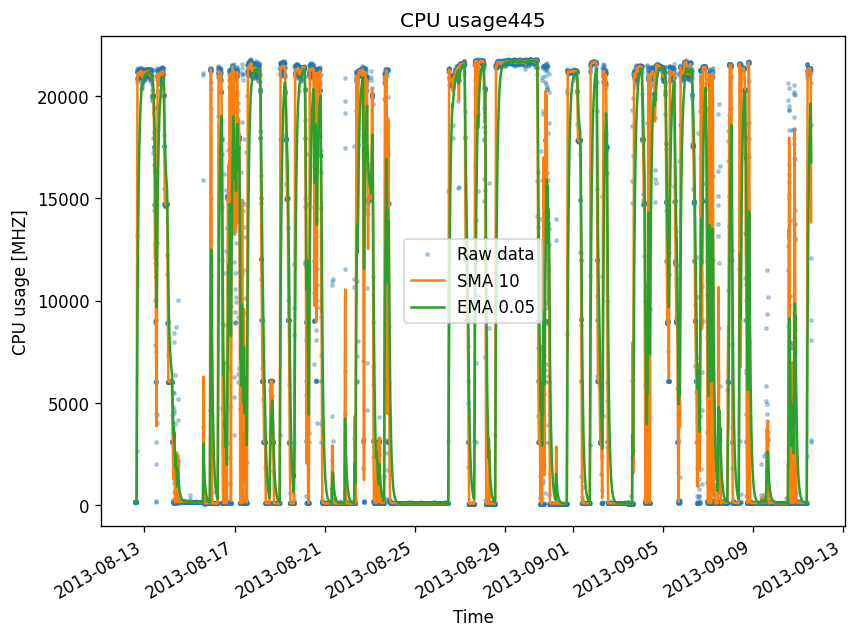 CPU usage445
CPU usage [MHZ]
20000
15000
10000
5000
0
Raw data
SMA 10
EMA 0.05
2013-08-13
2013-08-17
2013-08-21
2013-08-25
2013-08-29
2013-09-01
2013-09-05
2013-09-09
2013-09-13
Time